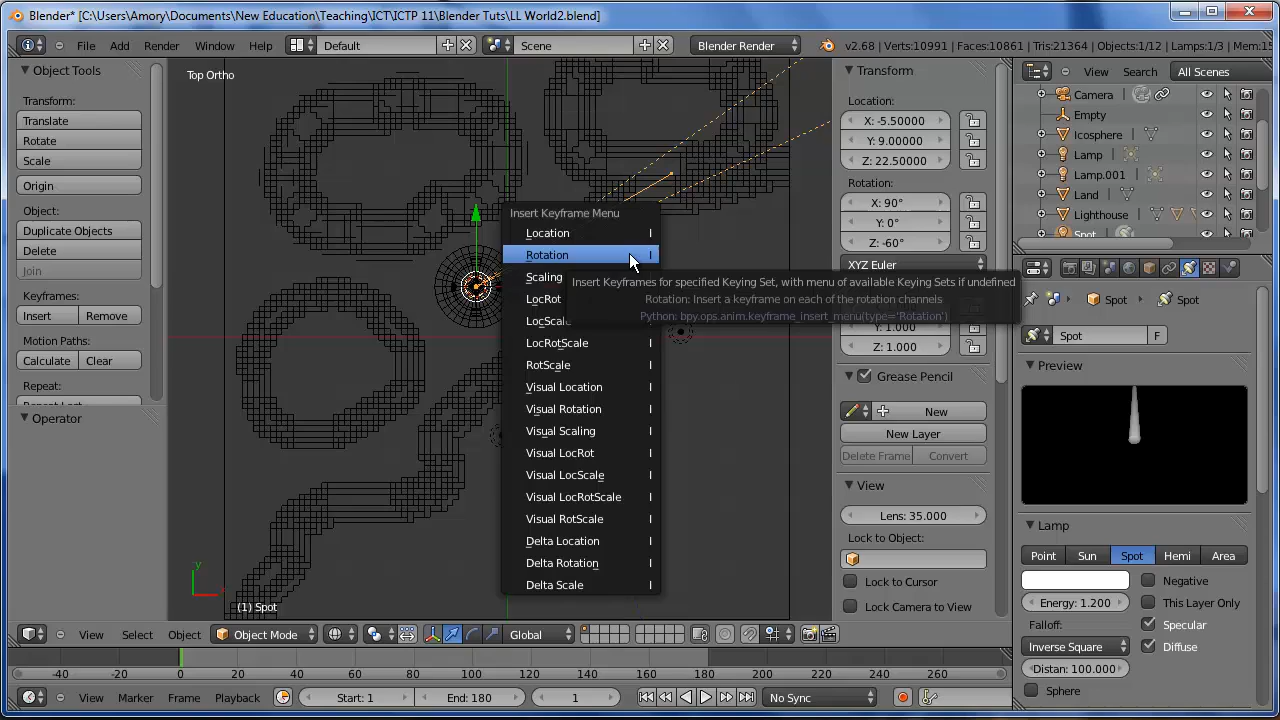 Blender* [C:\Users\Amory\Documents\New Education\Teaching\ICT\ICTP 11\Blender Tuts\LL World2.blend]
File Add Render Window Help Default Scene Blender Render v2.68 | Verts:10991 | Faces:10861 | Tris:21364 | Objects:1/12 | Lamps:1/3 | Mem:15
Object Tools
Transform:
Translate
Rotate
Scale
Origin
Object:
Duplicate Objects
Delete
Join
Keyframes:
Insert Remove
Motion Paths:
Calculate Clear
Repeat:
Operator
Top Ortho
Insert Keyframe Menu
Location I
Rotation I
Scaling
LocRot
LocScale
LocRotScale I
RotScale I
Visual Location I
Visual Rotation I
Visual Scaling I
Visual LocRot I
Visual LocScale I
Visual LocRotScale I
Visual RotScale I
Delta Location I
Delta Rotation I
Delta Scale I
Insert Keyframes for specified Keying Set, with menu of available Keying Sets if undefined
Rotation: Insert a keyframe on each of the rotation channels
Python: bpy.ops.anim.keyframe_insert_menu(type='Rotation')
y
(1) Spot
Transform
Location:
X: -5.50000
Y: 9.00000
Z: 22.50000
Rotation:
X: 90°
Y: 0°
Z: -60°
XYZ Euler
Y: 1.000
Z: 1.000
Grease Pencil
New
New Layer
Delete Frame Convert
View
Lens: 35.000
Lock to Object:
Lock to Cursor
Lock Camera to View
View Search All Scenes
Camera
Empty
Icosphere
Lamp
Lamp.001
Land
Lighthouse
Spot
Spot Spot
Spot F
Preview
Lamp
Point Sun Spot Hemi Area
Negative
Energy: 1.200 This Layer Only
Falloff: Specular
Inverse Square Diffuse
Distan: 100.000
Sphere
View Select Object Object Mode Global
-40 -20 0 20 40 60 80 100 120 140 160 180 200 220 240 260
View Marker Frame Playback Start: 1 End: 180 1 No Sync